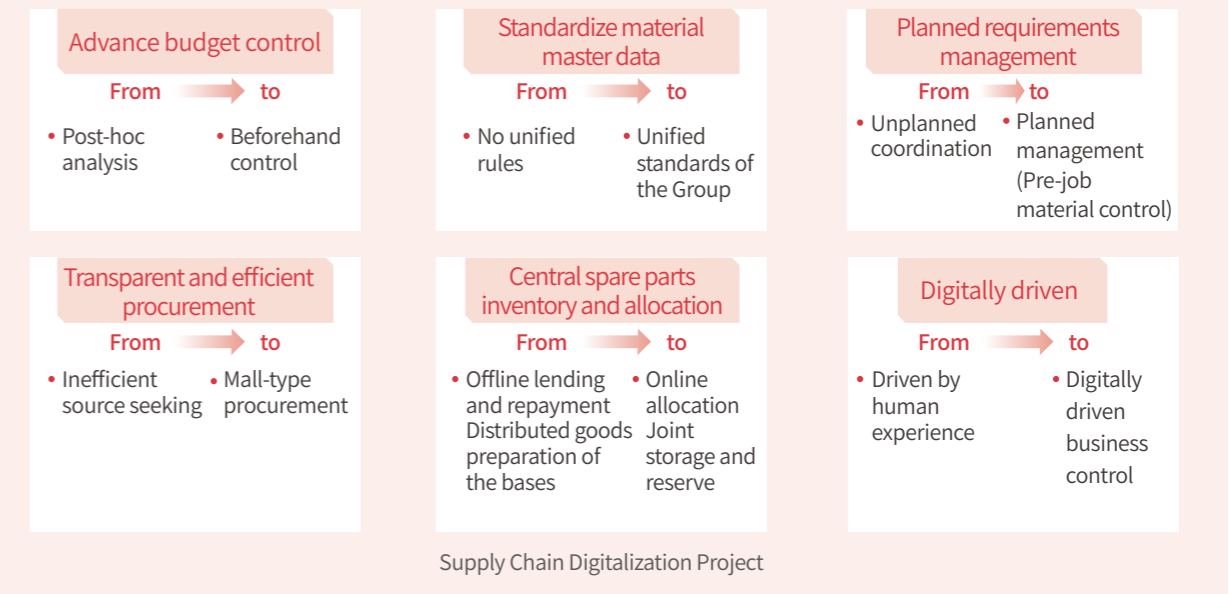 Advance budget control
From to
• Post-hoc
analysis
• Beforehand
control
Standardize material
master data
From to
• No unified
rules
• Unified
standards of
the Group
Planned requirements
management
From to
• Unplanned
coordination
• Planned
management
(Pre-job
material control)
Transparent and efficient
procurement
From to
• Inefficient
source seeking
• Mall-type
procurement
Central spare parts
inventory and allocation
From to
• Offline lending
and repayment
Distributed goods
preparation of
the bases
• Online
allocation
Joint
storage and
reserve
Digitally driven
From to
• Driven by
human
experience
• Digitally
driven
business
control
Supply Chain Digitalization Project